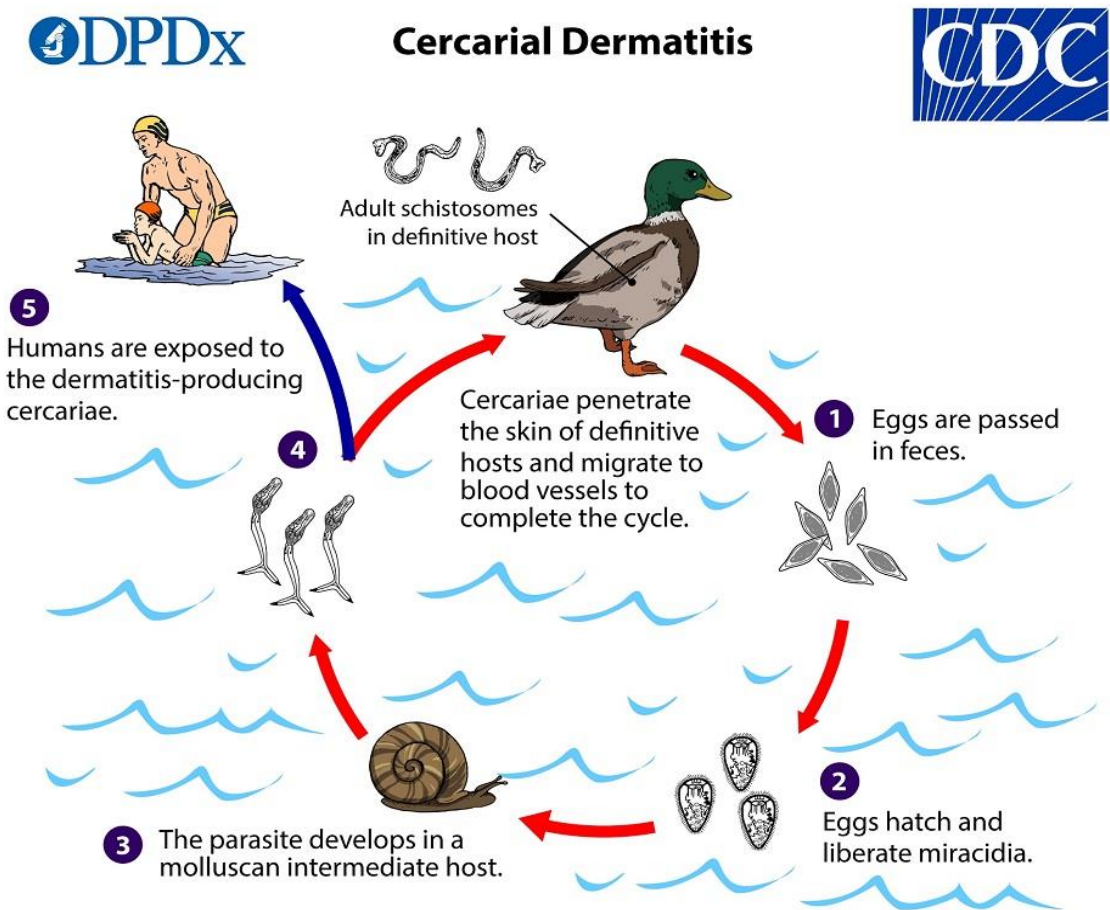 DPDx
Cercarial Dermatitis
CDC
Adult schistosomes
in definitive host
5
Humans are exposed to
the dermatitis-producing
cercariae.
4
Cercariae penetrate
the skin of definitive
hosts and migrate to
blood vessels to
complete the cycle.
1 Eggs are passed
in feces.
2
Eggs hatch and
liberate miracidia.
3 The parasite develops in a
molluscan intermediate host.